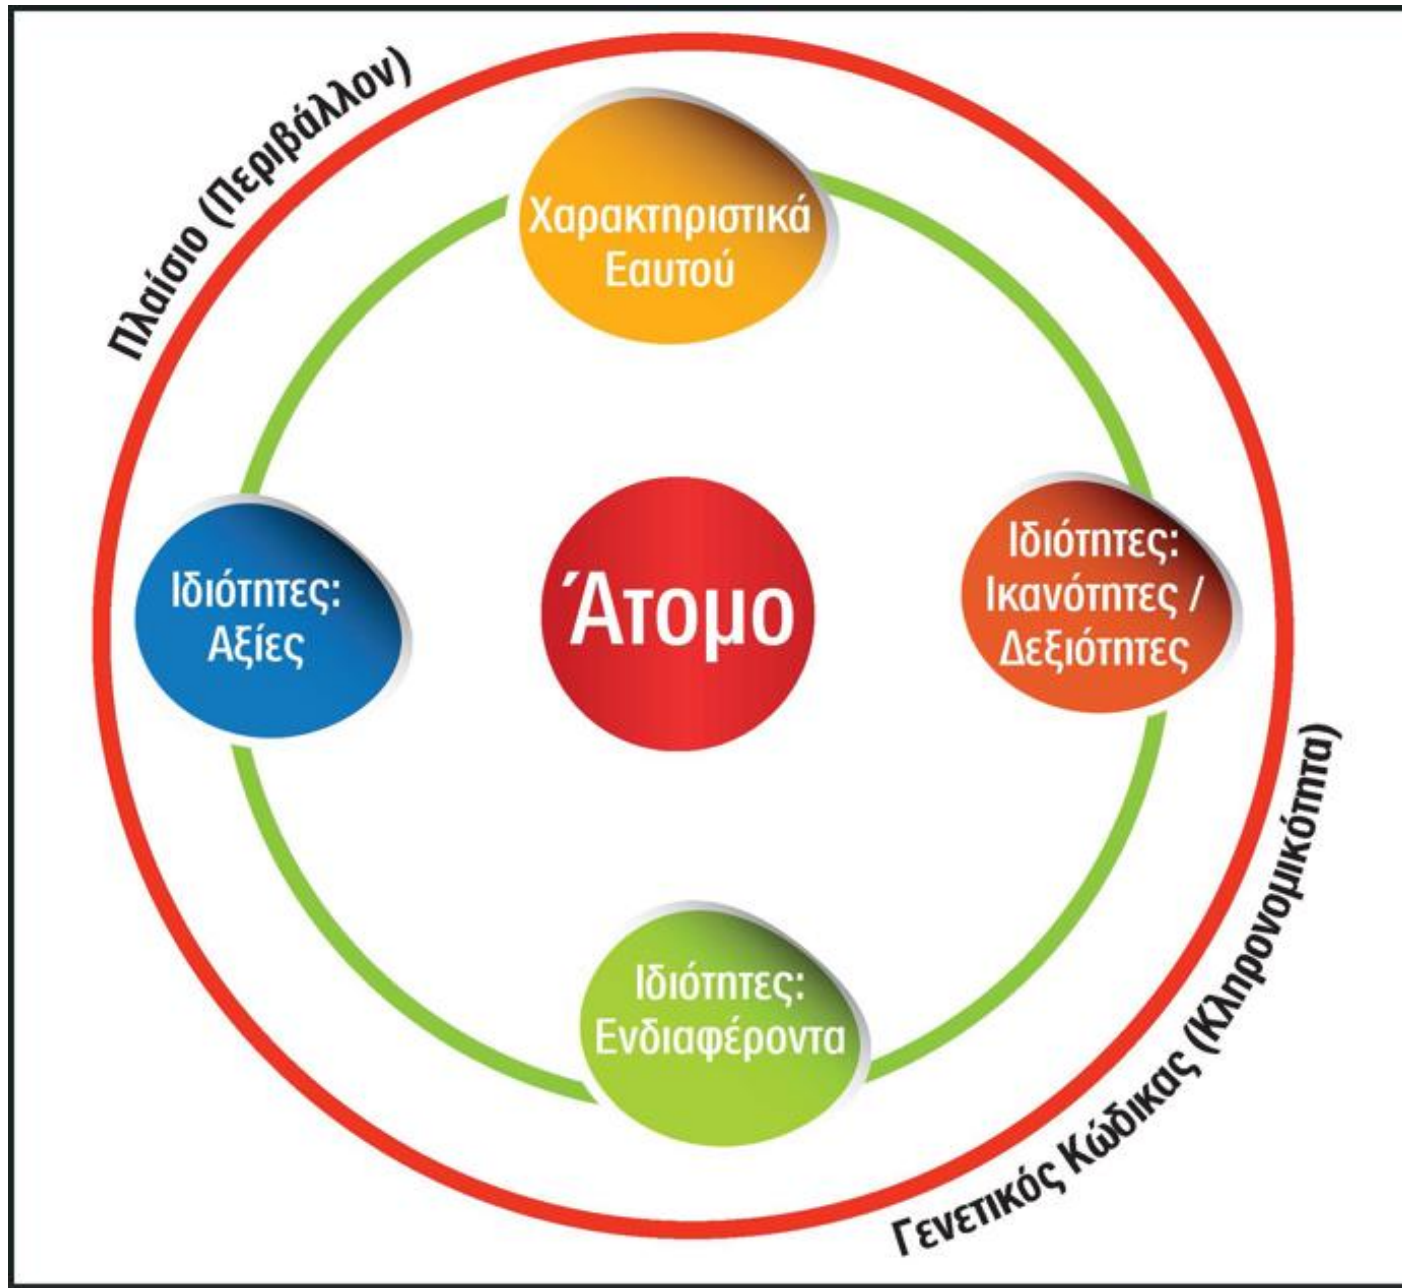 Πλαίσιο (Περιβάλλον)
Χαρακτηριστικά
Εαυτού
Ιδιότητες:
Αξίες
Άτομο
Ιδιότητες:
Ικανότητες /
Δεξιότητες
Ιδιότητες:
Ενδιαφέροντα
Γενετικός Κώδικας (Κληρονομικότητα)